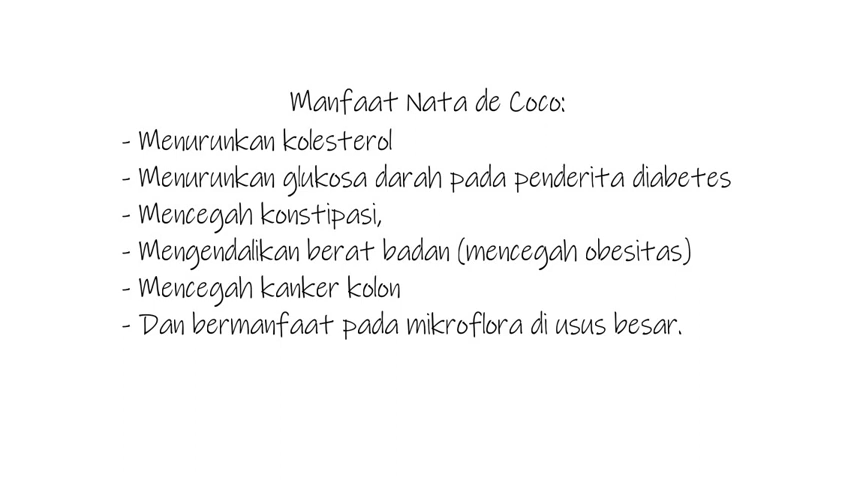 Manfaat Nata de Coco:
- Menurunkan kolesterol
- Menurunkan glukosa darah pada penderita diabetes
- Mencegah konstipasi,
- Mengendalikan berat badan (mencegah obesitas)
- Mencegah kanker kolon
- Dan bermanfaat pada mikroflora di usus besar.